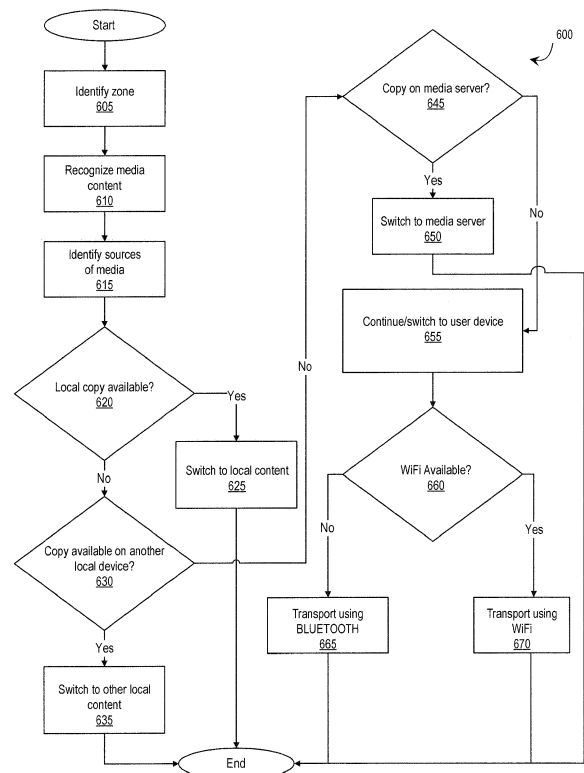 Start
Identify zone
605
Recognize media
content
610
Identify sources
of media
615
Local copy available?
620
Yes
Switch to local content
625
No
Copy available on another
local device?
630
No
Yes
Switch to other local
content
635
600
Copy on media server?
645
Yes
No
Switch to media server
650
Continue/switch to user device
655
WiFi Available?
660
No
Yes
Transport using
BLUETOOTH
665
Transport using
WiFi
670
End